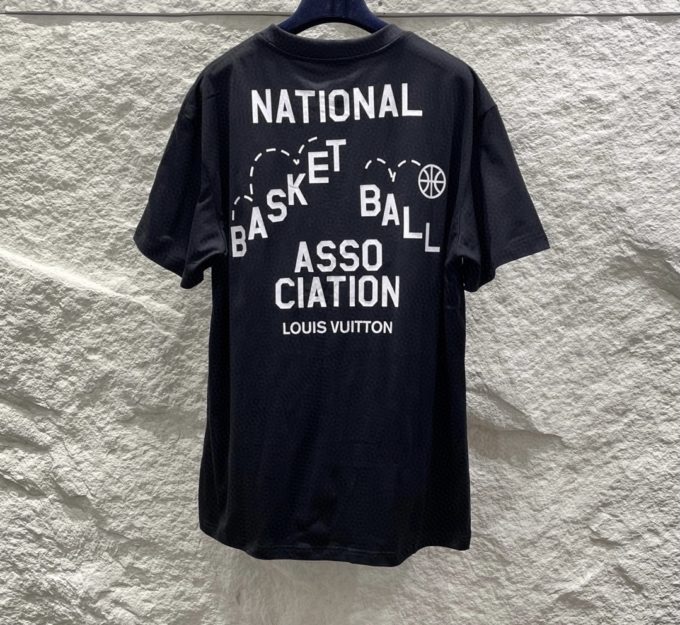 NATIONAL
BASKET BALL
ASSO
CIATION
LOUIS VUITTON